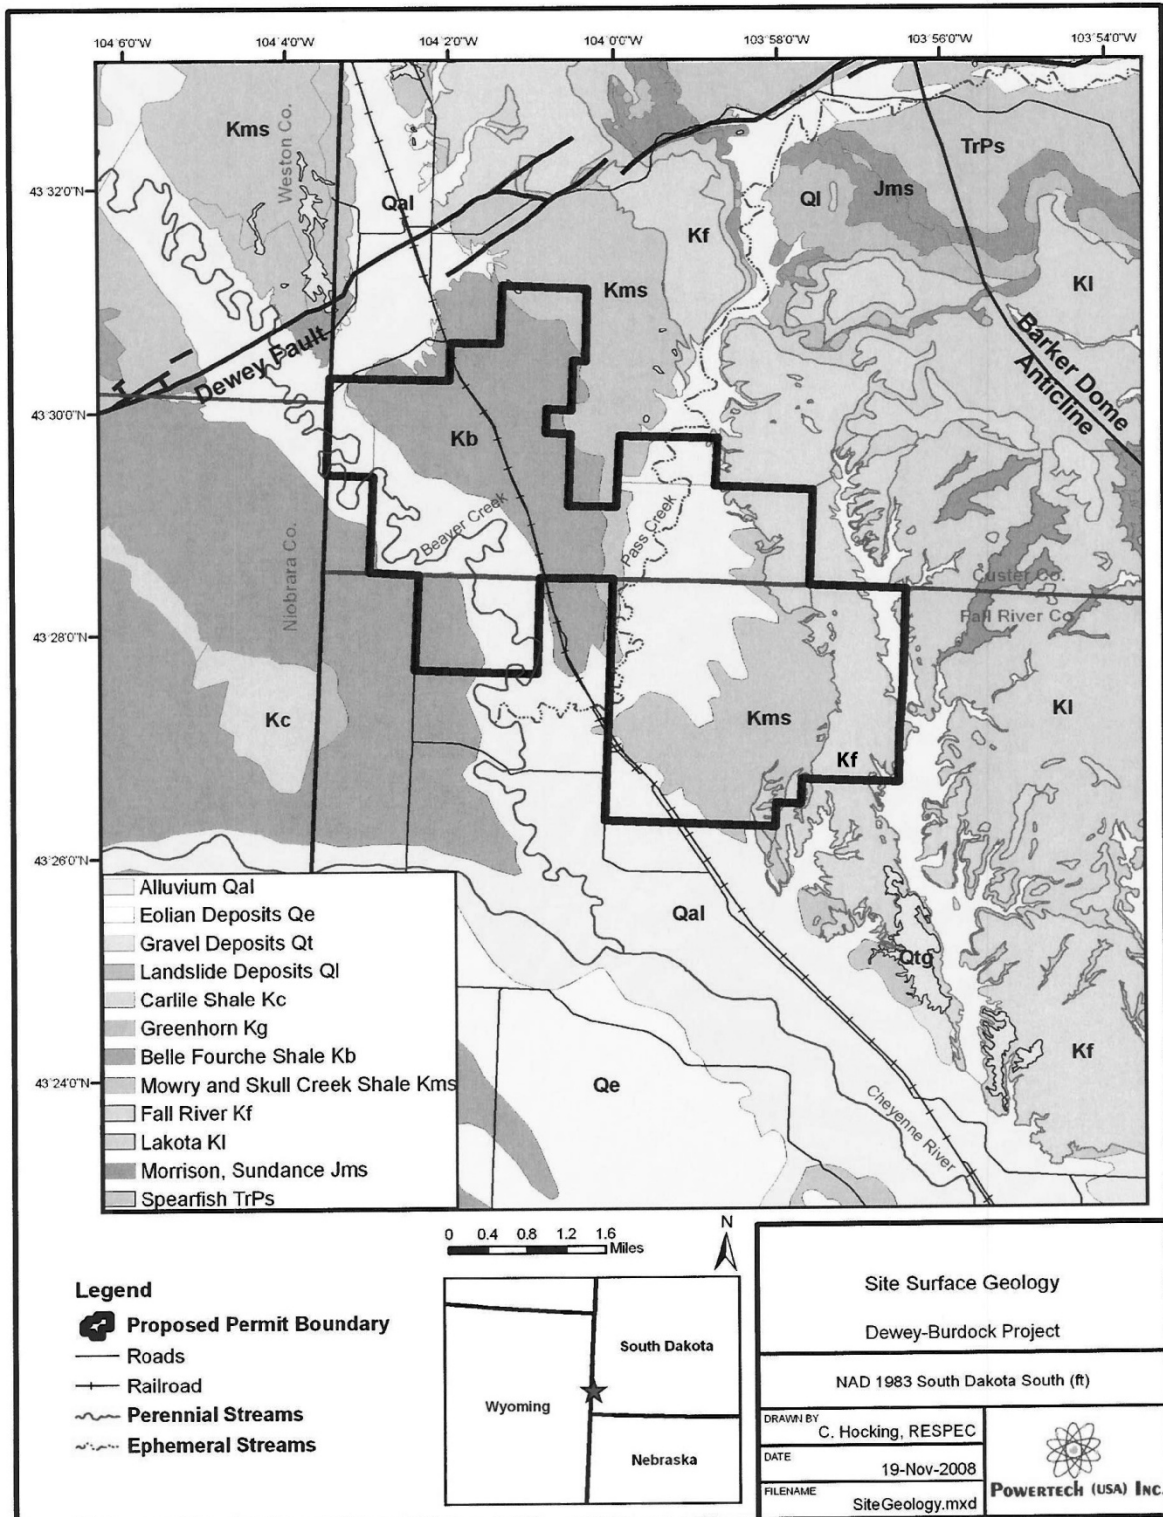 104 6'0"W 104 4'0"W 104 2'0"W 104 0'0"W 103 58'0"W 103 56'0"W 103 54'0"W
43 32'0"N
43 30'0"N
43 28'0"N
43 26'0"N
43 24'0"N
Kms
Weston Co.
Qal
TrPs
Ql
Jms
Kf
Kms
Kl
Dewey Fault
Barker Dome
Anticline
Kb
Beaver Creek
Pass Creek
Niobrara Co.
Custer Co.
Fall River Co.
Kc
Kms
Kl
Kf
Qal
Qtg
Kf
Qe
Cheyenne River
Alluvium Qal
Eolian Deposits Qe
Gravel Deposits Qt
Landslide Deposits Ql
Carlile Shale Kc
Greenhorn Kg
Belle Fourche Shale Kb
Mowry and Skull Creek Shale Kms
Fall River Kf
Lakota Kl
Morrison, Sundance Jms
Spearfish TrPs
0 0.4 0.8 1.2 1.6
Miles
N
Legend
Proposed Permit Boundary
Roads
Railroad
Perennial Streams
Ephemeral Streams
South Dakota
Wyoming
Nebraska
Site Surface Geology
Dewey-Burdock Project
NAD 1983 South Dakota South (ft)
DRAWN BY
C. Hocking, RESPEC
DATE
19-Nov-2008
FILENAME
SiteGeology.mxd
POWERTECH (USA) INC.